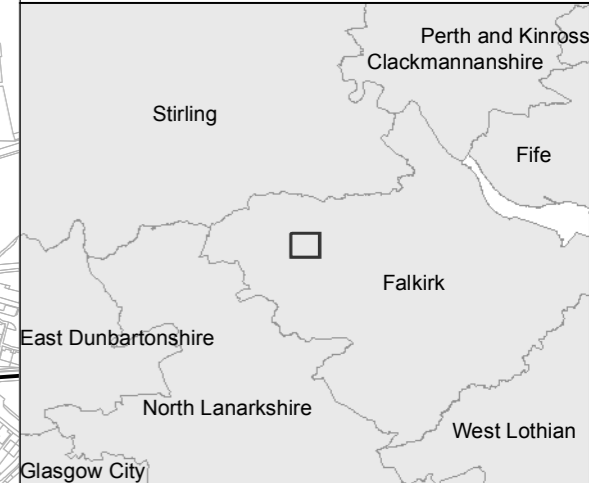 Perth and Kinross
Clackmannanshire
Stirling
Fife
Falkirk
East Dunbartonshire
North Lanarkshire
West Lothian
Glasgow City